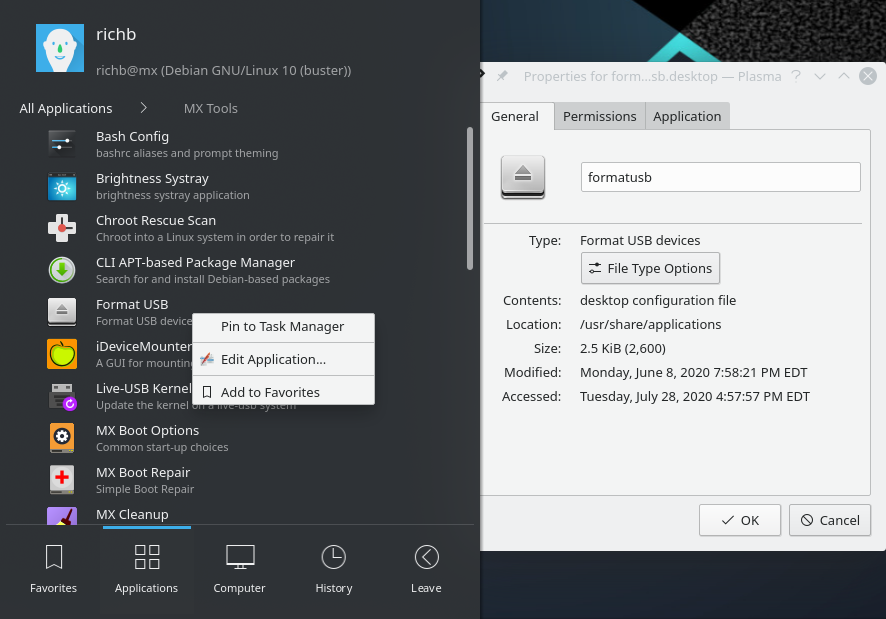 richb
richb@mx (Debian GNU/Linux 10 (buster))
All Applications
MX Tools
Bash Config
bashrc aliases and prompt theming
Brightness Systray
brightness systray application
Chroot Rescue Scan
Chroot into a Linux system in order to repair it
CLI APT-based Package Manager
Search for and install Debian-based packages
Format USB
Format USB device
iDeviceMounter
A GUI for mountin
Live-USB Kernel
Update the kernel on a live-usb system
MX Boot Options
Common start-up choices
MX Boot Repair
Simple Boot Repair
MX Cleanup
Pin to Task Manager
Edit Application...
Add to Favorites
Favorites
Applications
Computer
History
Leave
Properties for form...sb.desktop — Plasma
General
Permissions
Application
formatusb
Type: Format USB devices
File Type Options
Contents: desktop configuration file
Location: /usr/share/applications
Size: 2.5 KiB (2,600)
Modified: Monday, June 8, 2020 7:58:21 PM EDT
Accessed: Tuesday, July 28, 2020 4:57:57 PM EDT
OK
Cancel